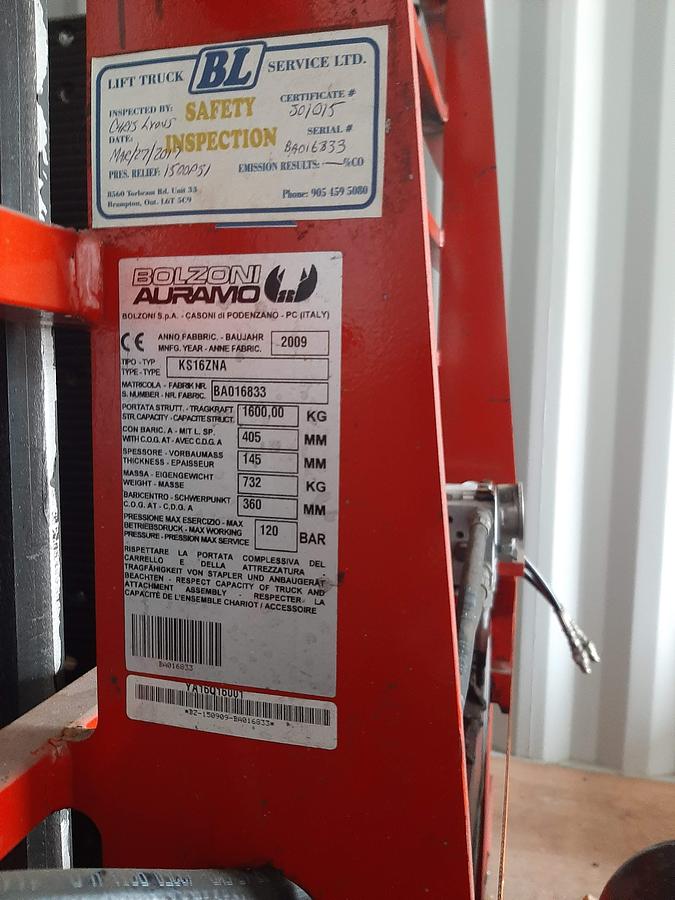 LIFT TRUCK BL SERVICE LTD.
INSPECTED BY: SAFETY CERTIFICATE #
Chris Lyons 301015
DATE: INSPECTION SERIAL #
Mar/27/2017 BA016833
PRES. RELIEF: 1500PSI EMISSION RESULTS: — %CO
8560 Torbram Rd. Unit 33
Brampton, Ont. L6T 5C9 Phone: 905 459 5080
BOLZONI
AURAMO
BOLZONI S.p.A. - CASONI di PODENZANO - PC (ITALY)
CE ANNO FABBRIC. - BAUJAHR
MNFG. YEAR - ANNE FABRIC. 2009
TIPO - TYP
TYPE - TYPE KS16ZNA
MATRICOLA - FABRIK NR.
S. NUMBER - NR. FABRIC. BA016833
PORTATA STRUTT. - TRAGKRAFT
STR. CAPACITY - CAPACITE STRUCT. 1600,00 KG
CON BARIC. A - MIT L. SP.
WITH C.O.G. AT - AVEC C.D.G. A 405 MM
SPESSORE - VORBAUMASS
THICKNESS - EPAISSEUR 145 MM
MASSA - EIGENGEWICHT
WEIGHT - MASSE 732 KG
BARICENTRO - SCHWERPUNKT
C.O.G. AT - C.D.G. A 360 MM
PRESSIONE MAX ESERCIZIO - MAX
BETRIEBSDRUCK - MAX WORKING
PRESSURE - PRESSION MAX SERVICE 120 BAR
RISPETTARE LA PORTATA COMPLESSIVA DEL
CARRELLO E DELLA ATTREZZATURA
TRAGFÄHIGKEIT VON STAPLER UND ANBAUGERAT
BEACHTEN - RESPECT CAPACITY OF TRUCK AND
ATTACHMENT ASSEMBLY - RESPECTER LA
CAPACITÉ DE L'ENSEMBLE CHARIOT / ACCESSOIRE
BA016833
YA16Q16001
*BZ-150909-BA016833*